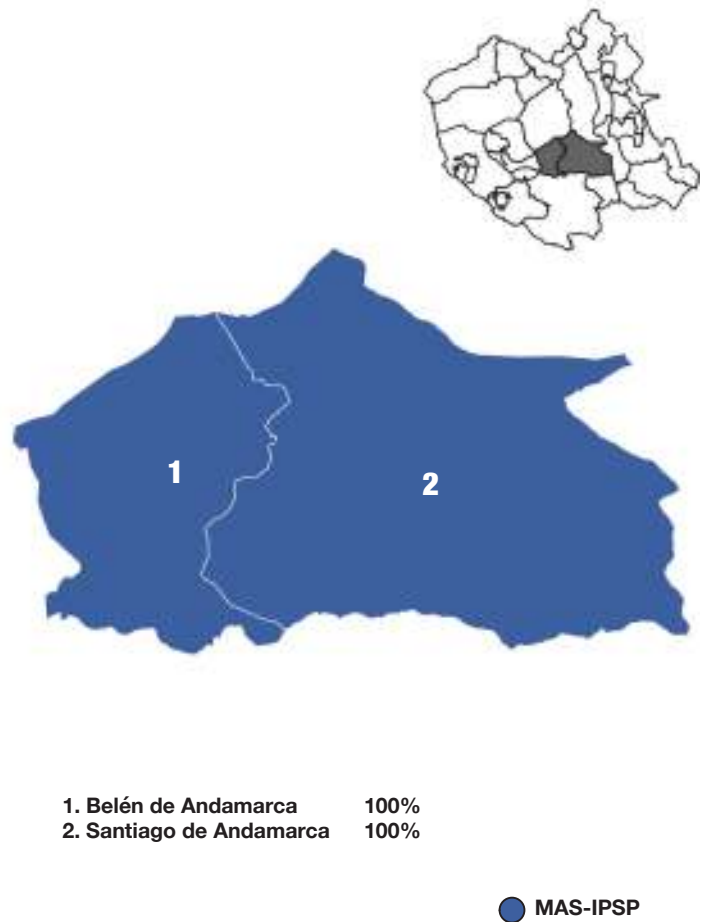 1
2
1. Belén de Andamarca 100%
2. Santiago de Andamarca 100%
MAS-IPSP